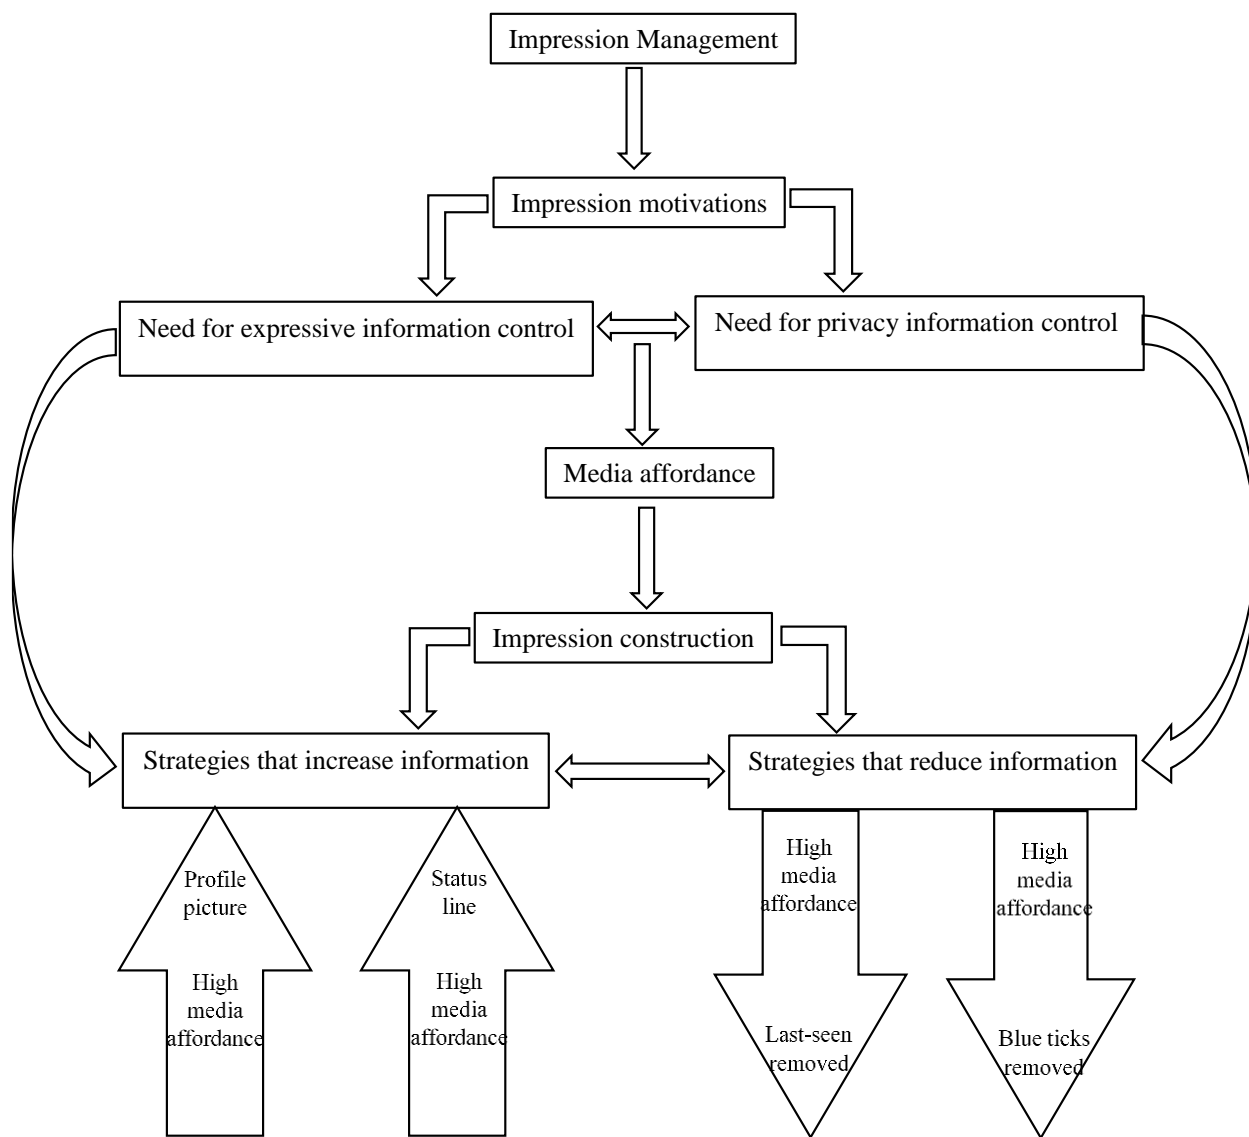 Impression Management
Impression motivations
Need for expressive information control
Need for privacy information control
Media affordance
Impression construction
Strategies that increase information
Strategies that reduce information
Profile
picture
High
media
affordance
Status
line
High
media
affordance
High
media
affordance
Last-seen
removed
High
media
affordance
Blue ticks
removed